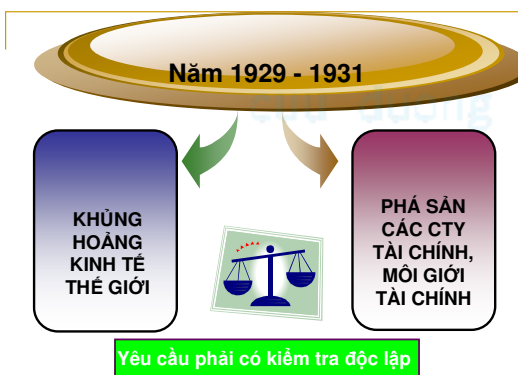 Năm 1929 - 1931
KHỦNG
HOẢNG
KINH TẾ
THẾ GIỚI
PHÁ SẢN
CÁC CTY
TÀI CHÍNH,
MÔI GIỚI
TÀI CHÍNH
Yêu cầu phải có kiểm tra độc lập